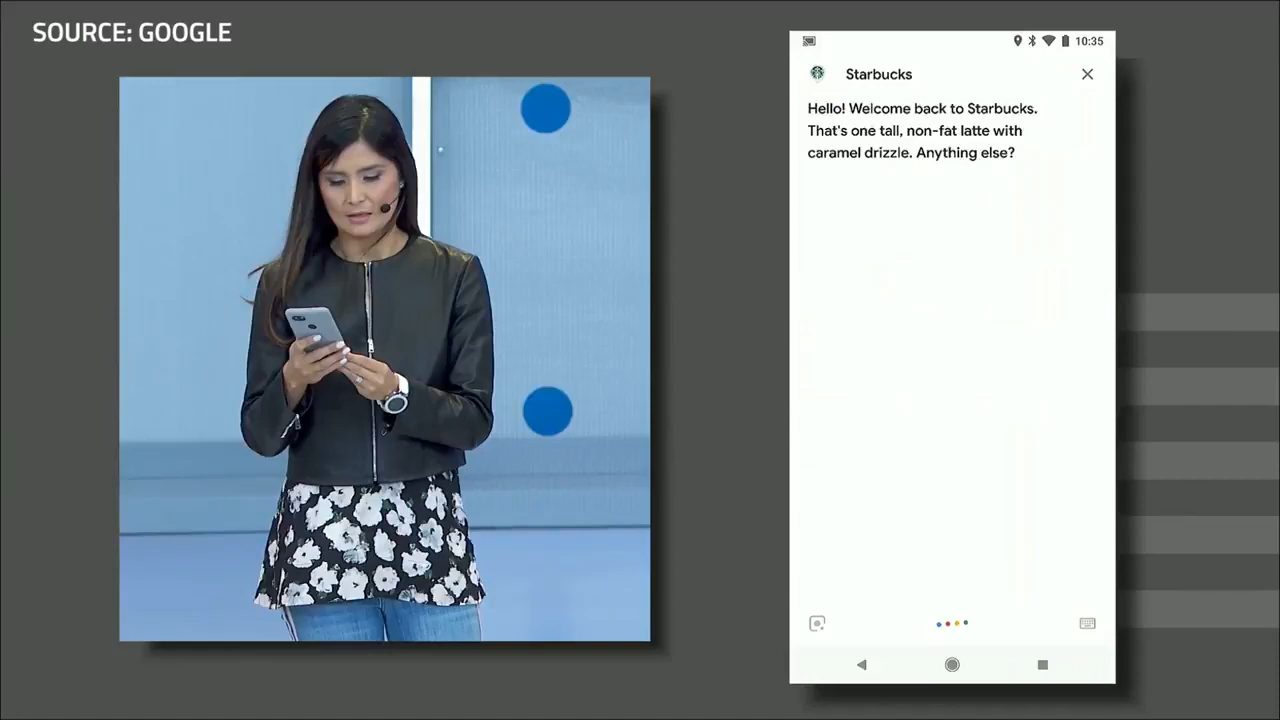 SOURCE: GOOGLE
10:35
Starbucks
Hello! Welcome back to Starbucks.
That's one tall, non-fat latte with
caramel drizzle. Anything else?